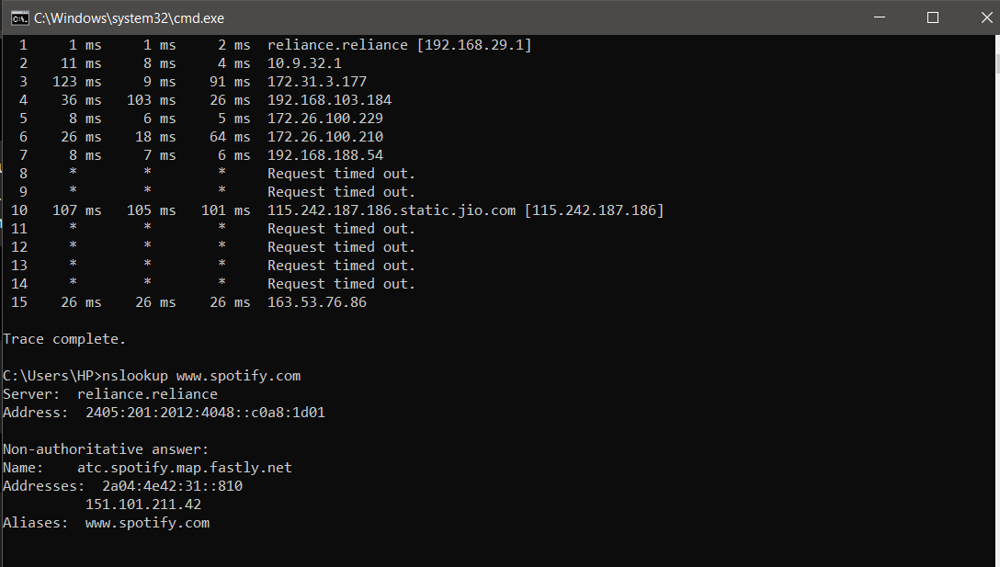 C:\Windows\system32\cmd.exe
1 1 ms 1 ms 2 ms reliance.reliance [192.168.29.1]
2 11 ms 8 ms 4 ms 10.9.32.1
3 123 ms 9 ms 91 ms 172.31.3.177
4 36 ms 103 ms 26 ms 192.168.103.184
5 8 ms 6 ms 5 ms 172.26.100.229
6 26 ms 18 ms 64 ms 172.26.100.210
7 8 ms 7 ms 6 ms 192.168.188.54
8 * * * Request timed out.
9 * * * Request timed out.
10 107 ms 105 ms 101 ms 115.242.187.186.static.jio.com [115.242.187.186]
11 * * * Request timed out.
12 * * * Request timed out.
13 * * * Request timed out.
14 * * * Request timed out.
15 26 ms 26 ms 26 ms 163.53.76.86
Trace complete.
C:\Users\HP>nslookup www.spotify.com
Server: reliance.reliance
Address: 2405:201:2012:4048::c0a8:1d01
Non-authoritative answer:
Name: atc.spotify.map.fastly.net
Addresses: 2a04:4e42:31::810
151.101.211.42
Aliases: www.spotify.com